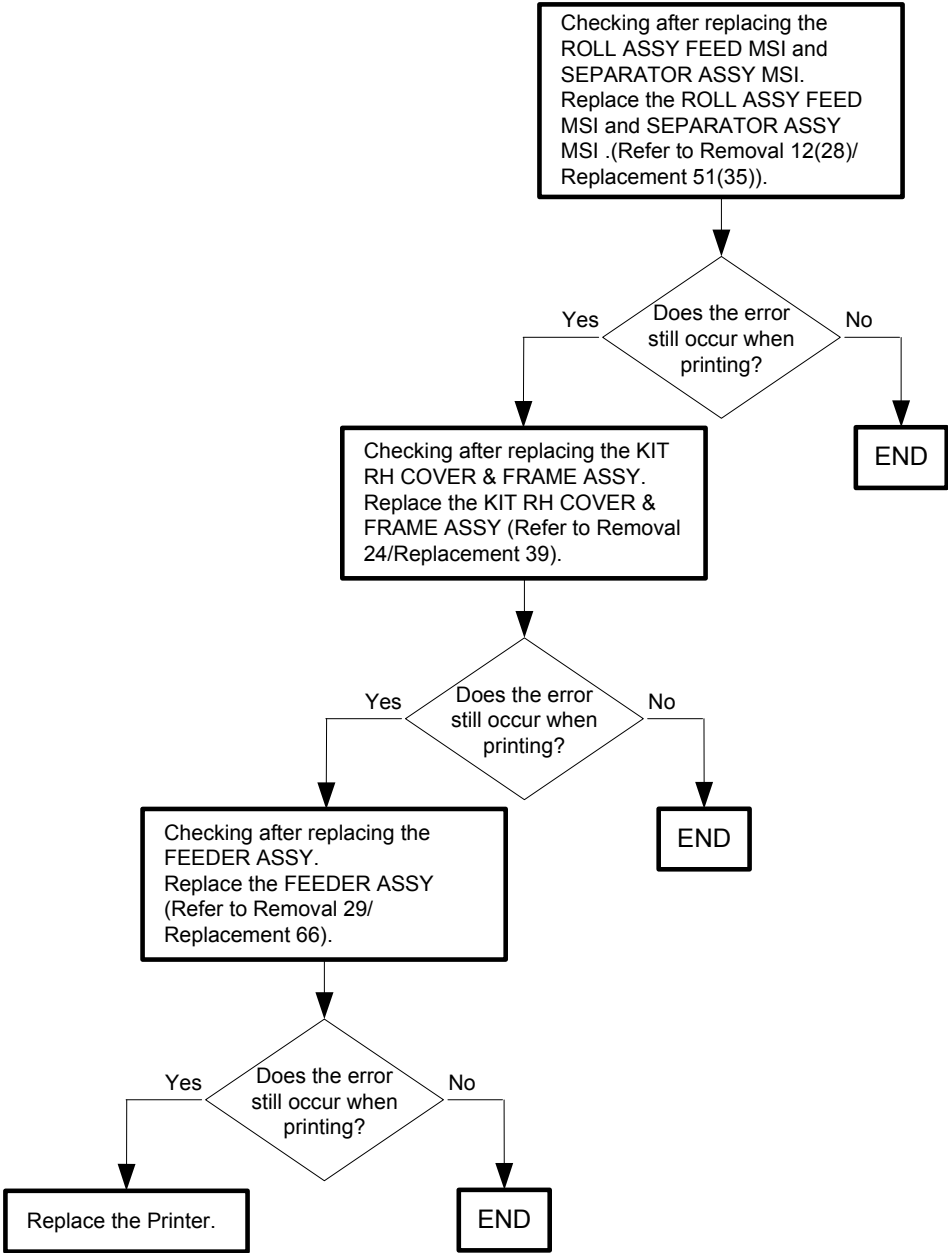 Checking after replacing the
ROLL ASSY FEED MSI and
SEPARATOR ASSY MSI.
Replace the ROLL ASSY FEED
MSI and SEPARATOR ASSY
MSI .(Refer to Removal 12(28)/
Replacement 51(35)).
Yes
Does the error
still occur when
printing?
No
END
Checking after replacing the KIT
RH COVER & FRAME ASSY.
Replace the KIT RH COVER &
FRAME ASSY (Refer to Removal
24/Replacement 39).
Yes
Does the error
still occur when
printing?
No
END
Checking after replacing the
FEEDER ASSY.
Replace the FEEDER ASSY
(Refer to Removal 29/
Replacement 66).
Yes
Does the error
still occur when
printing?
No
Replace the Printer.
END